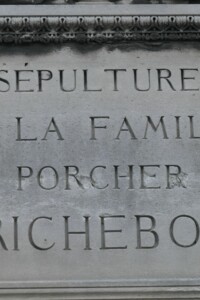 SÉPULTURE
LA FAMIL
PORCHER
RICHEBO